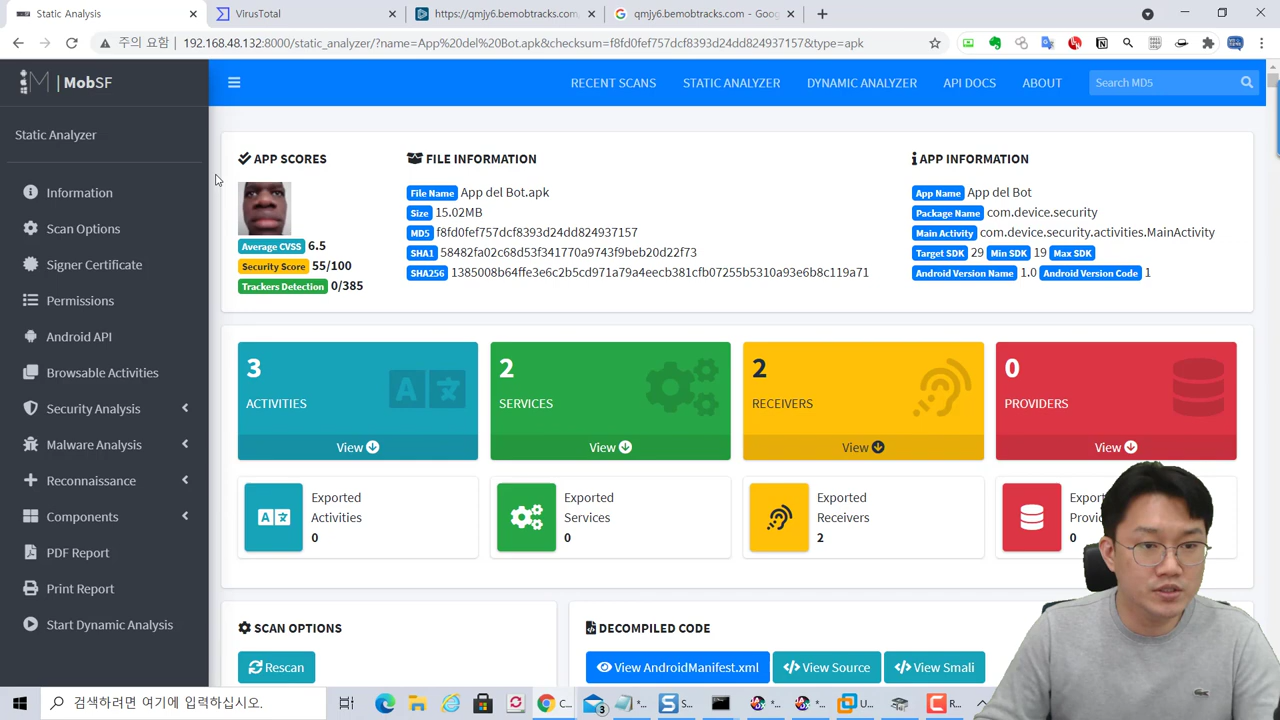 Static Analysis
VirusTotal
https://qmjy6.bemobtracks.com
qmjy6.bemobtracks.com - Goog
주의 요함 192.168.48.132:8000/static_analyzer/?name=App%20del%20Bot.apk&checksum=f8fd0fef757dcf8393d24dd824937157&type=apk
MobSF
RECENT SCANS
STATIC ANALYZER
DYNAMIC ANALYZER
API DOCS
ABOUT
Search MD5
Static Analyzer
Information
Scan Options
Signer Certificate
Permissions
Android API
Browsable Activities
Security Analysis
Malware Analysis
Reconnaissance
Components
PDF Report
Print Report
Start Dynamic Analysis
APP SCORES
Average CVSS 6.5
Security Score 55/100
Trackers Detection 0/385
FILE INFORMATION
File Name App del Bot.apk
Size 15.02MB
MD5 f8fd0fef757dcf8393d24dd824937157
SHA1 58482fa02c68d53f341770a9743f9beb20d22f73
SHA256 1385008b64ffe3e6c2b5cd971a79a4eecb381cfb07255b5310a93e6b8c119a71
APP INFORMATION
App Name App del Bot
Package Name com.device.security
Main Activity com.device.security.activities.MainActivity
Target SDK 29 Min SDK 19 Max SDK
Android Version Name 1.0 Android Version Code 1
3
ACTIVITIES
View
2
SERVICES
View
2
RECEIVERS
View
0
PROVIDERS
View
Exported
Activities
0
Exported
Services
0
Exported
Receivers
2
Export
Provi
0
SCAN OPTIONS
Rescan
DECOMPILED CODE
View AndroidManifest.xml
View Source
View Smali
검색하려면 여기에 입력하십시오.